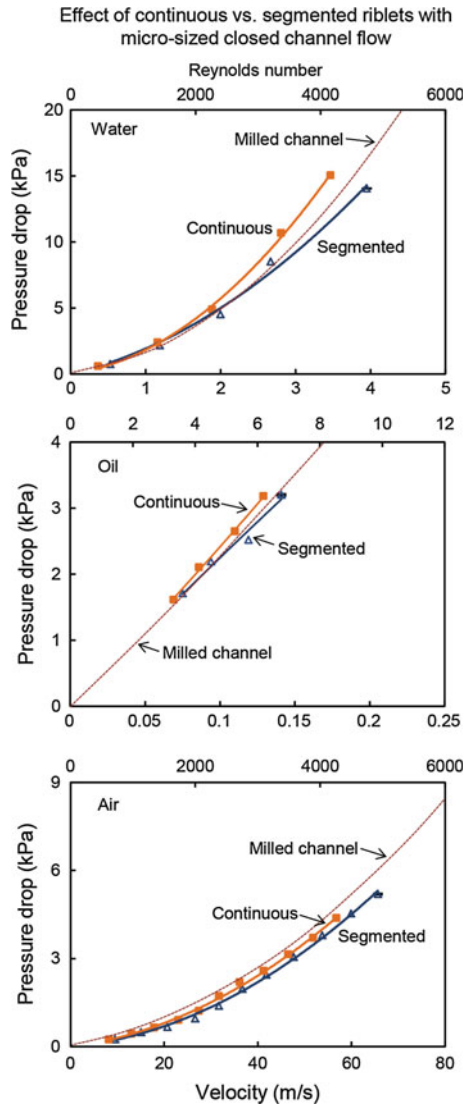 Effect of continuous vs. segmented riblets with
micro-sized closed channel flow
Reynolds number
0 1200 2400 3600 4800 6000
Water
Milled channel
Continuous
Segmented
Pressure drop (kPa)
20
15
10
5
0
0 1 2 3 4 5
0 2 4 6 8 10 12
Oil
Continuous
Segmented
Milled channel
Pressure drop (kPa)
4
3
2
1
0
0.05 0.1 0.15 0.2 0.25
0 2000 4000 6000
Air
Milled channel
Continuous
Segmented
Pressure drop (kPa)
9
6
3
0
0 20 40 60 80
Velocity (m/s)